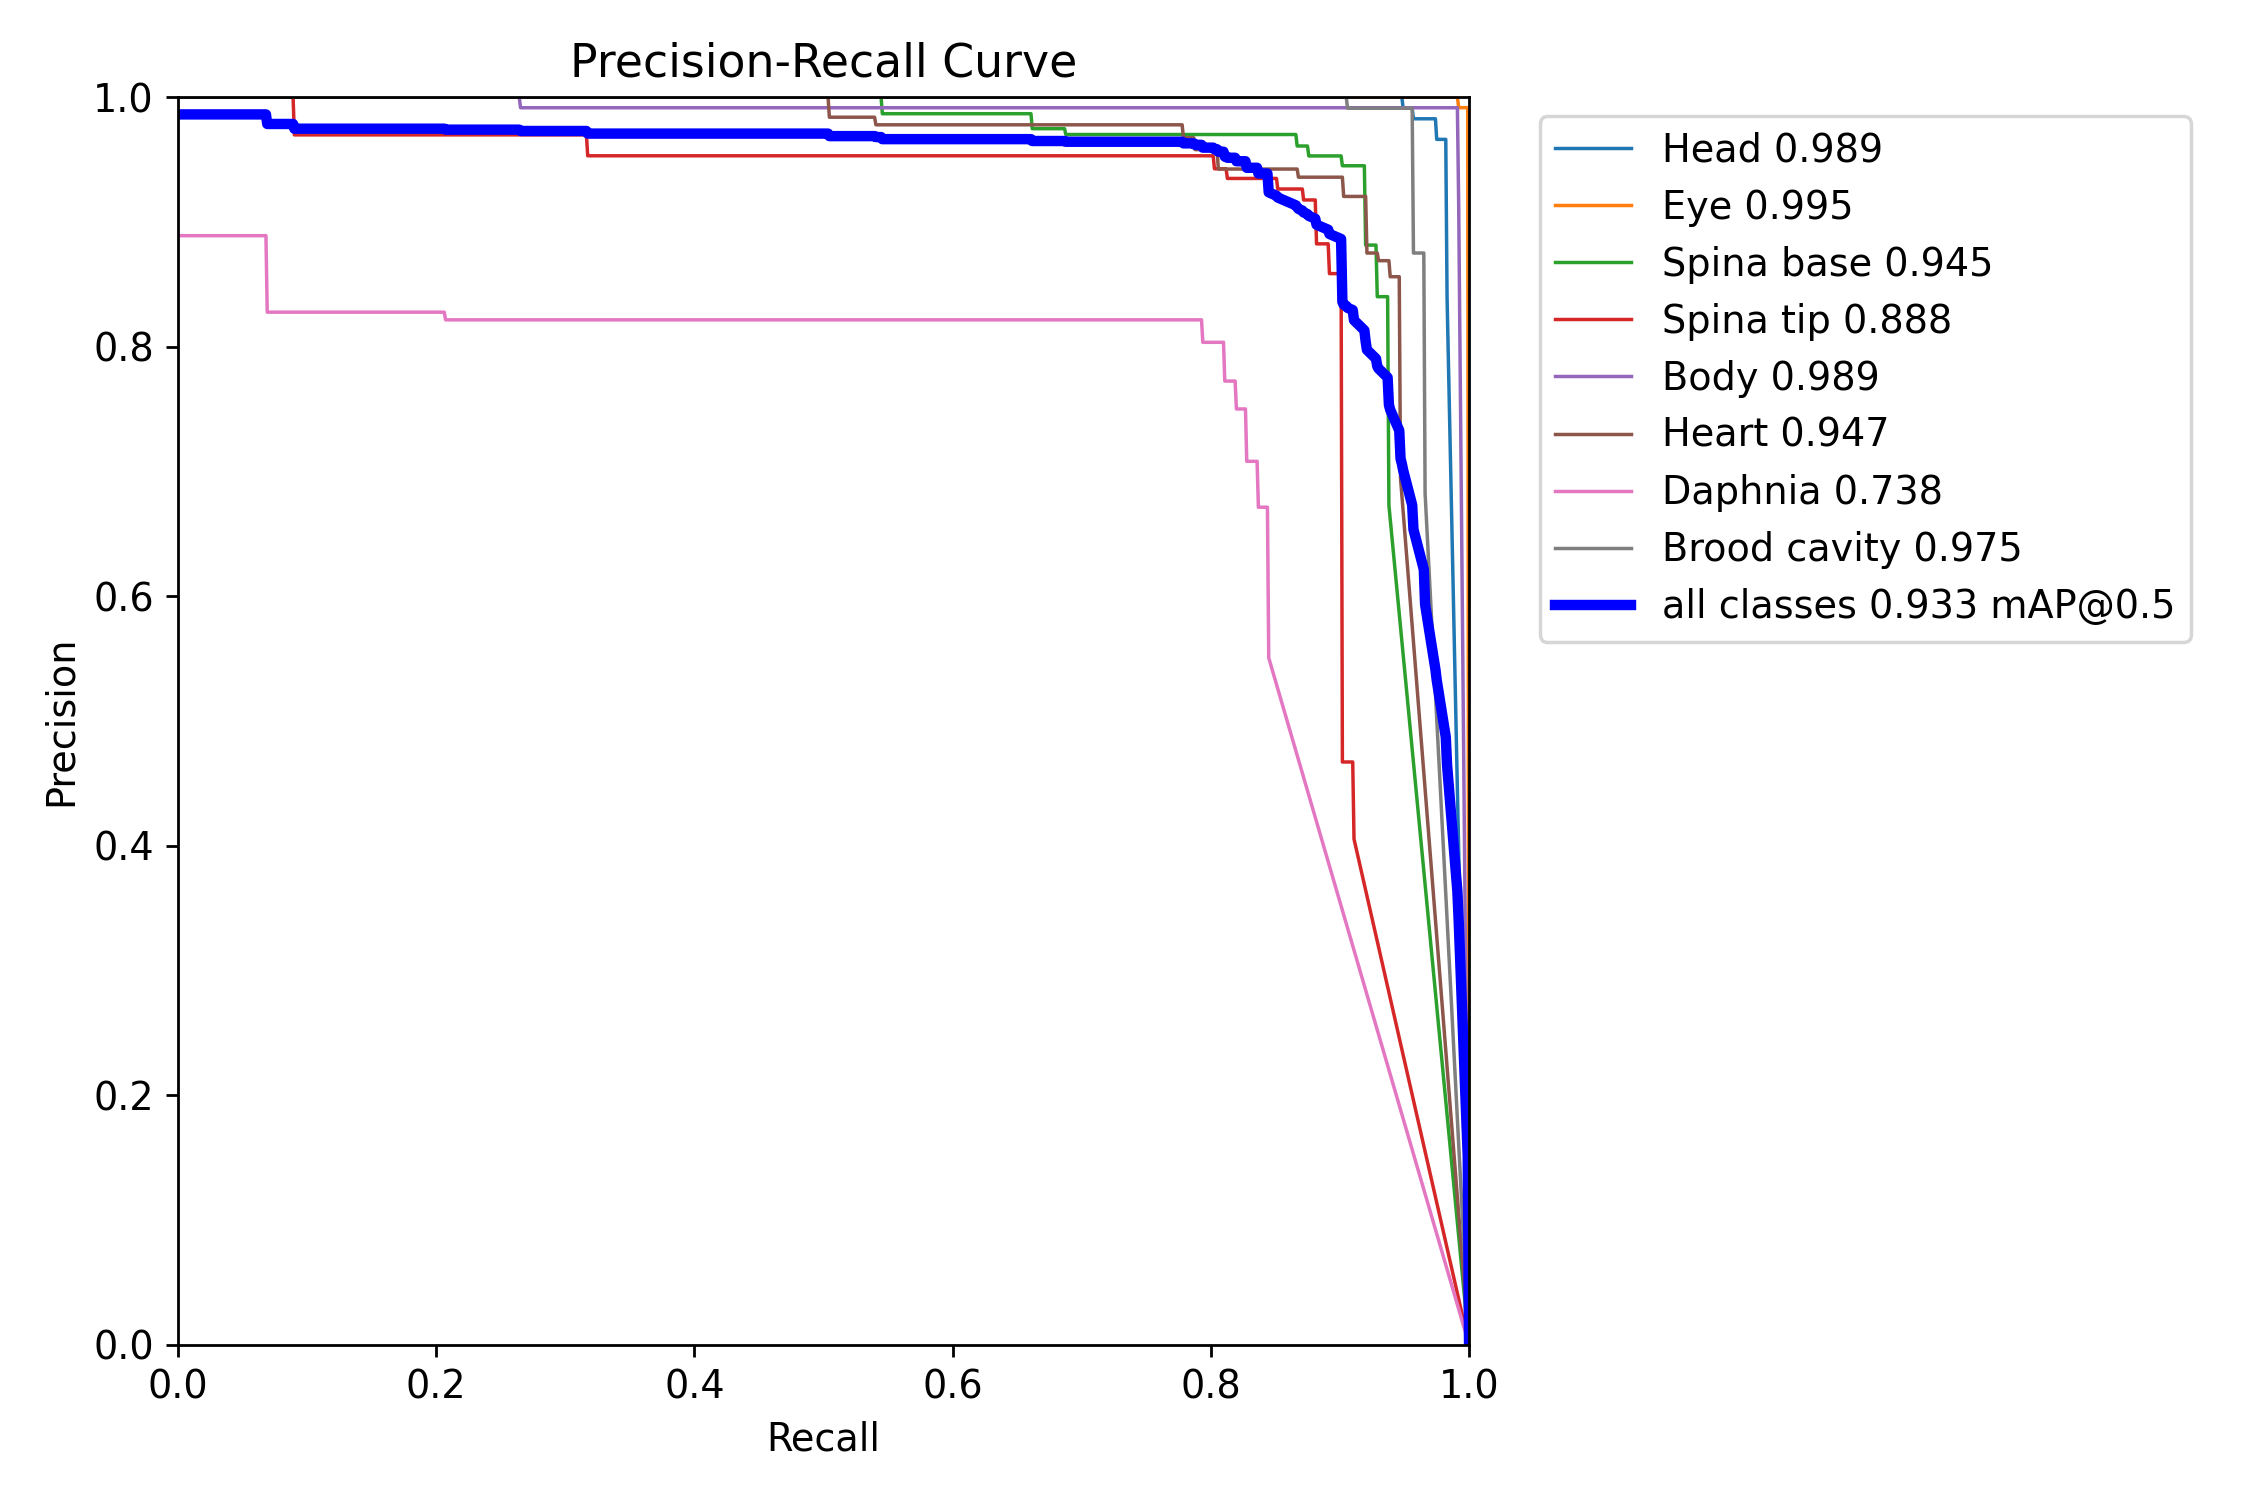 Precision-Recall Curve
1.0
0.8
0.6
0.4
0.2
0.0
Precision
0.0 0.2 0.4 0.6 0.8 1.0
Recall
Head 0.989
Eye 0.995
Spina base 0.945
Spina tip 0.888
Body 0.989
Heart 0.947
Daphnia 0.738
Brood cavity 0.975
all classes 0.933 mAP@0.5